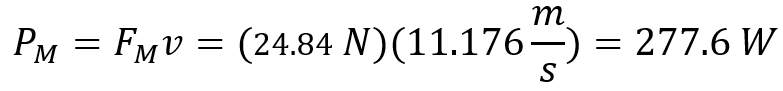 P_M = F_M v = (24.84 N)(11.176 m/s) = 277.6 W